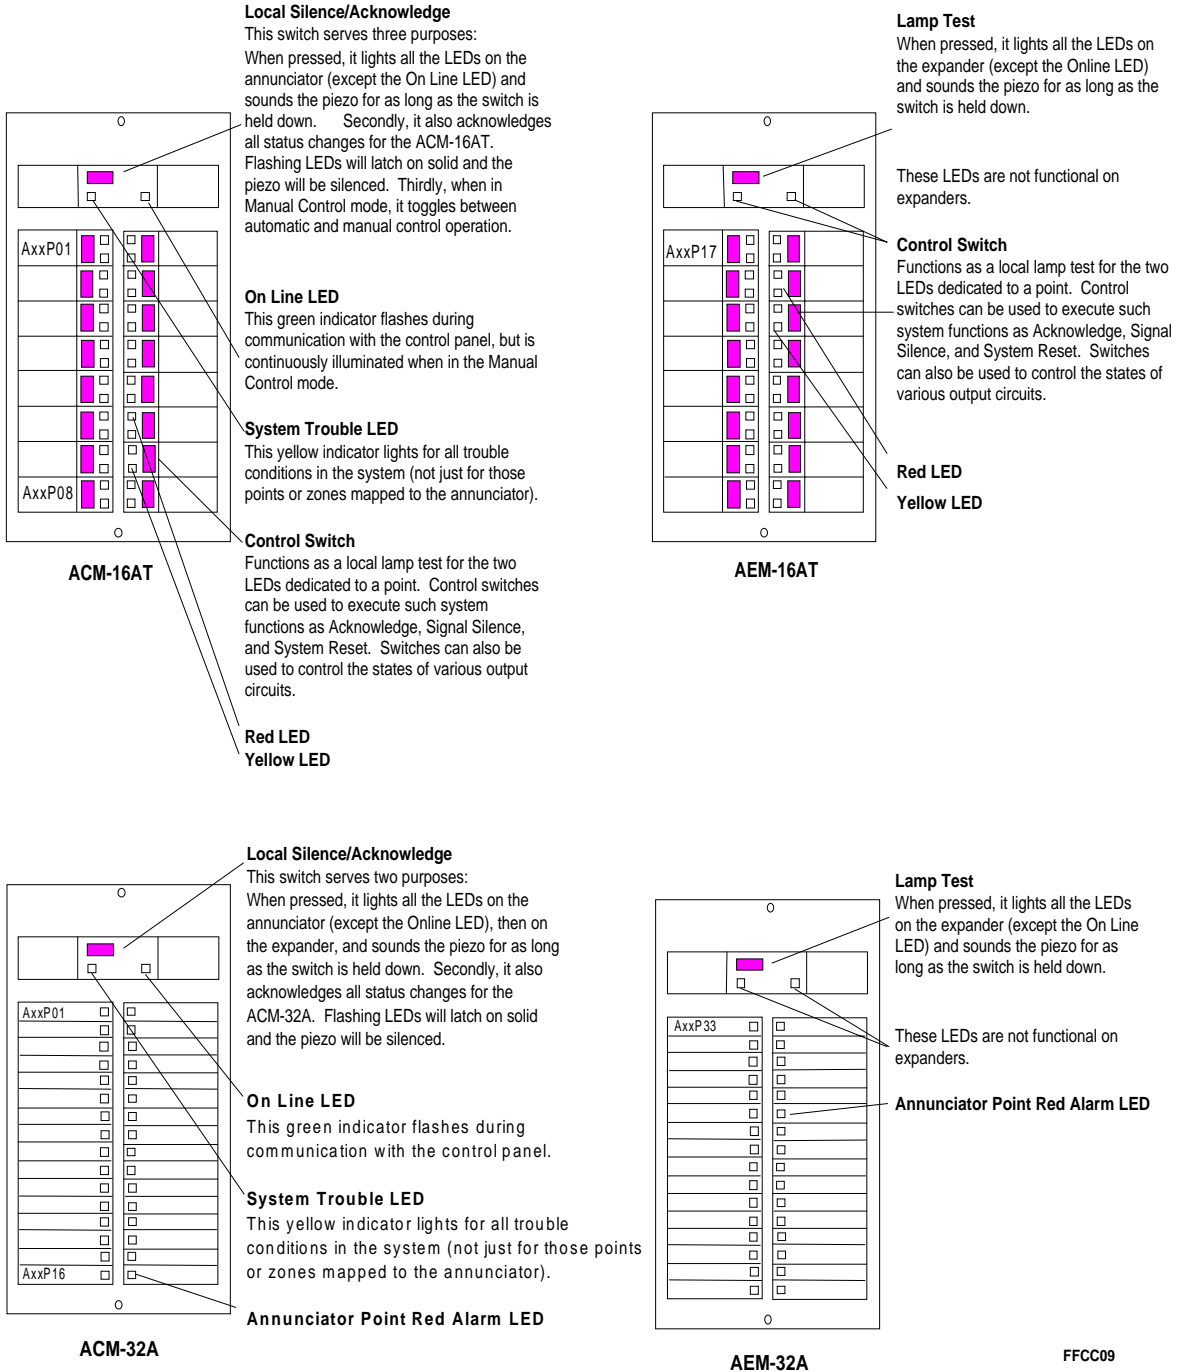 Local Silence/Acknowledge
This switch serves three purposes:
When pressed, it lights all the LEDs on the
annunciator (except the On Line LED) and
sounds the piezo for as long as the switch is
held down. Secondly, it also acknowledges
all status changes for the ACM-16AT.
Flashing LEDs will latch on solid and the
piezo will be silenced. Thirdly, when in
Manual Control mode, it toggles between
automatic and manual control operation.
On Line LED
This green indicator flashes during
communication with the control panel, but is
continuously illuminated when in the Manual
Control mode.
System Trouble LED
This yellow indicator lights for all trouble
conditions in the system (not just for those
points or zones mapped to the annunciator).
Control Switch
Functions as a local lamp test for the two
LEDs dedicated to a point. Control switches
can be used to execute such system
functions as Acknowledge, Signal Silence,
and System Reset. Switches can also be
used to control the states of various output
circuits.
Red LED
Yellow LED
AxxP01
AxxP08
ACM-16AT
Lamp Test
When pressed, it lights all the LEDs on
the expander (except the Online LED)
and sounds the piezo for as long as the
switch is held down.
These LEDs are not functional on
expanders.
Control Switch
Functions as a local lamp test for the two
LEDs dedicated to a point. Control
switches can be used to execute such
system functions as Acknowledge, Signal
Silence, and System Reset. Switches
can also be used to control the states of
various output circuits.
Red LED
Yellow LED
AxxP17
AEM-16AT
Local Silence/Acknowledge
This switch serves two purposes:
When pressed, it lights all the LEDs on the
annunciator (except the Online LED), then on
the expander, and sounds the piezo for as long
as the switch is held down. Secondly, it also
acknowledges all status changes for the
ACM-32A. Flashing LEDs will latch on solid
and the piezo will be silenced.
On Line LED
This green indicator flashes during
communication with the control panel.
System Trouble LED
This yellow indicator lights for all trouble
conditions in the system (not just for those points
or zones mapped to the annunciator).
Annunciator Point Red Alarm LED
AxxP01
AxxP16
ACM-32A
Lamp Test
When pressed, it lights all the LEDs
on the expander (except the On Line
LED) and sounds the piezo for as
long as the switch is held down.
These LEDs are not functional on
expanders.
Annunciator Point Red Alarm LED
AxxP33
AEM-32A
FFCC09